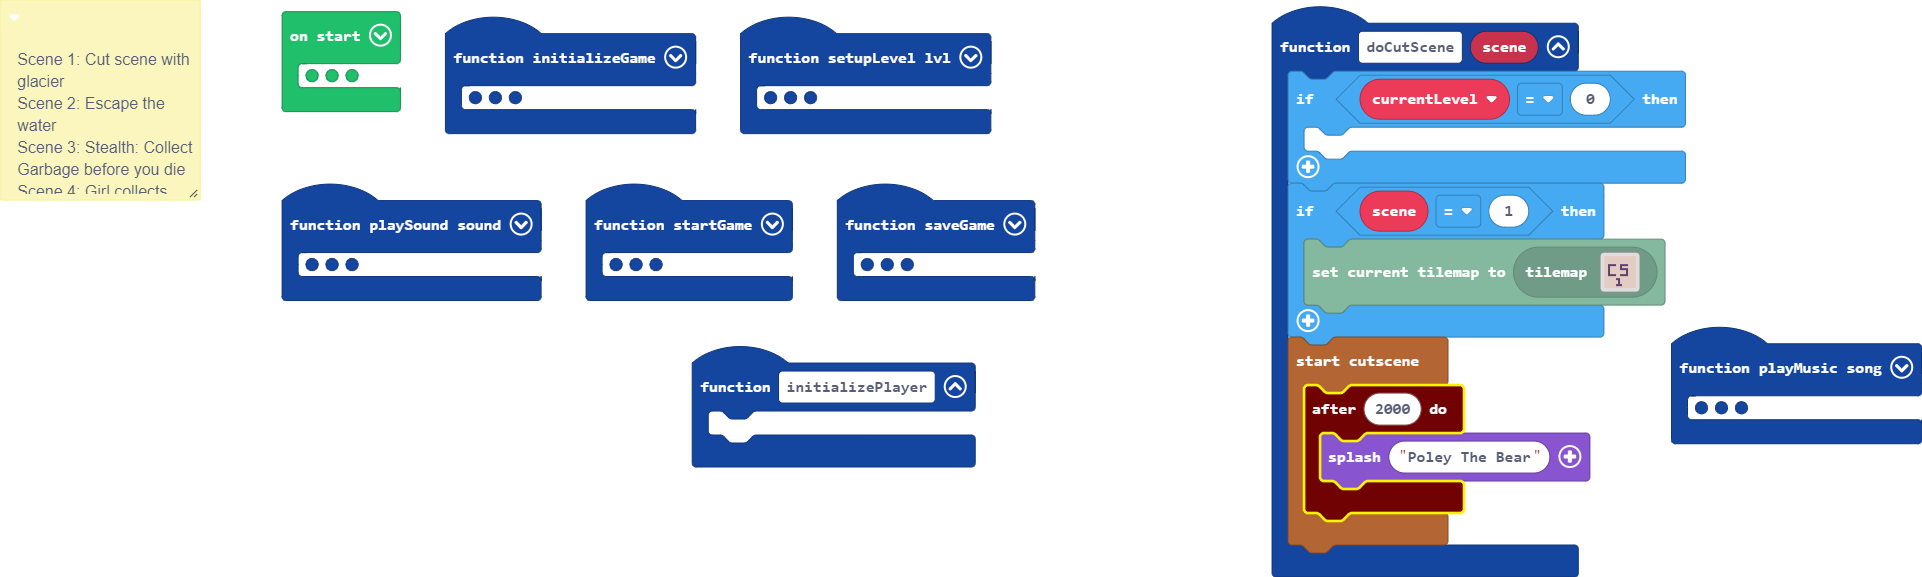 Scene 1: Cut scene with
glacier
Scene 2: Escape the
water
Scene 3: Stealth: Collect
Garbage before you die
Scene 4: Girl collects
on start
function initializeGame
function setupLevel lvl
function playSound sound
function startGame
function saveGame
function initializePlayer
function doCutScene scene
if currentLevel = 0 then
if scene = 1 then
set current tilemap to tilemap CS
1
start cutscene
after 2000 do
splash "Poley The Bear"
function playMusic song